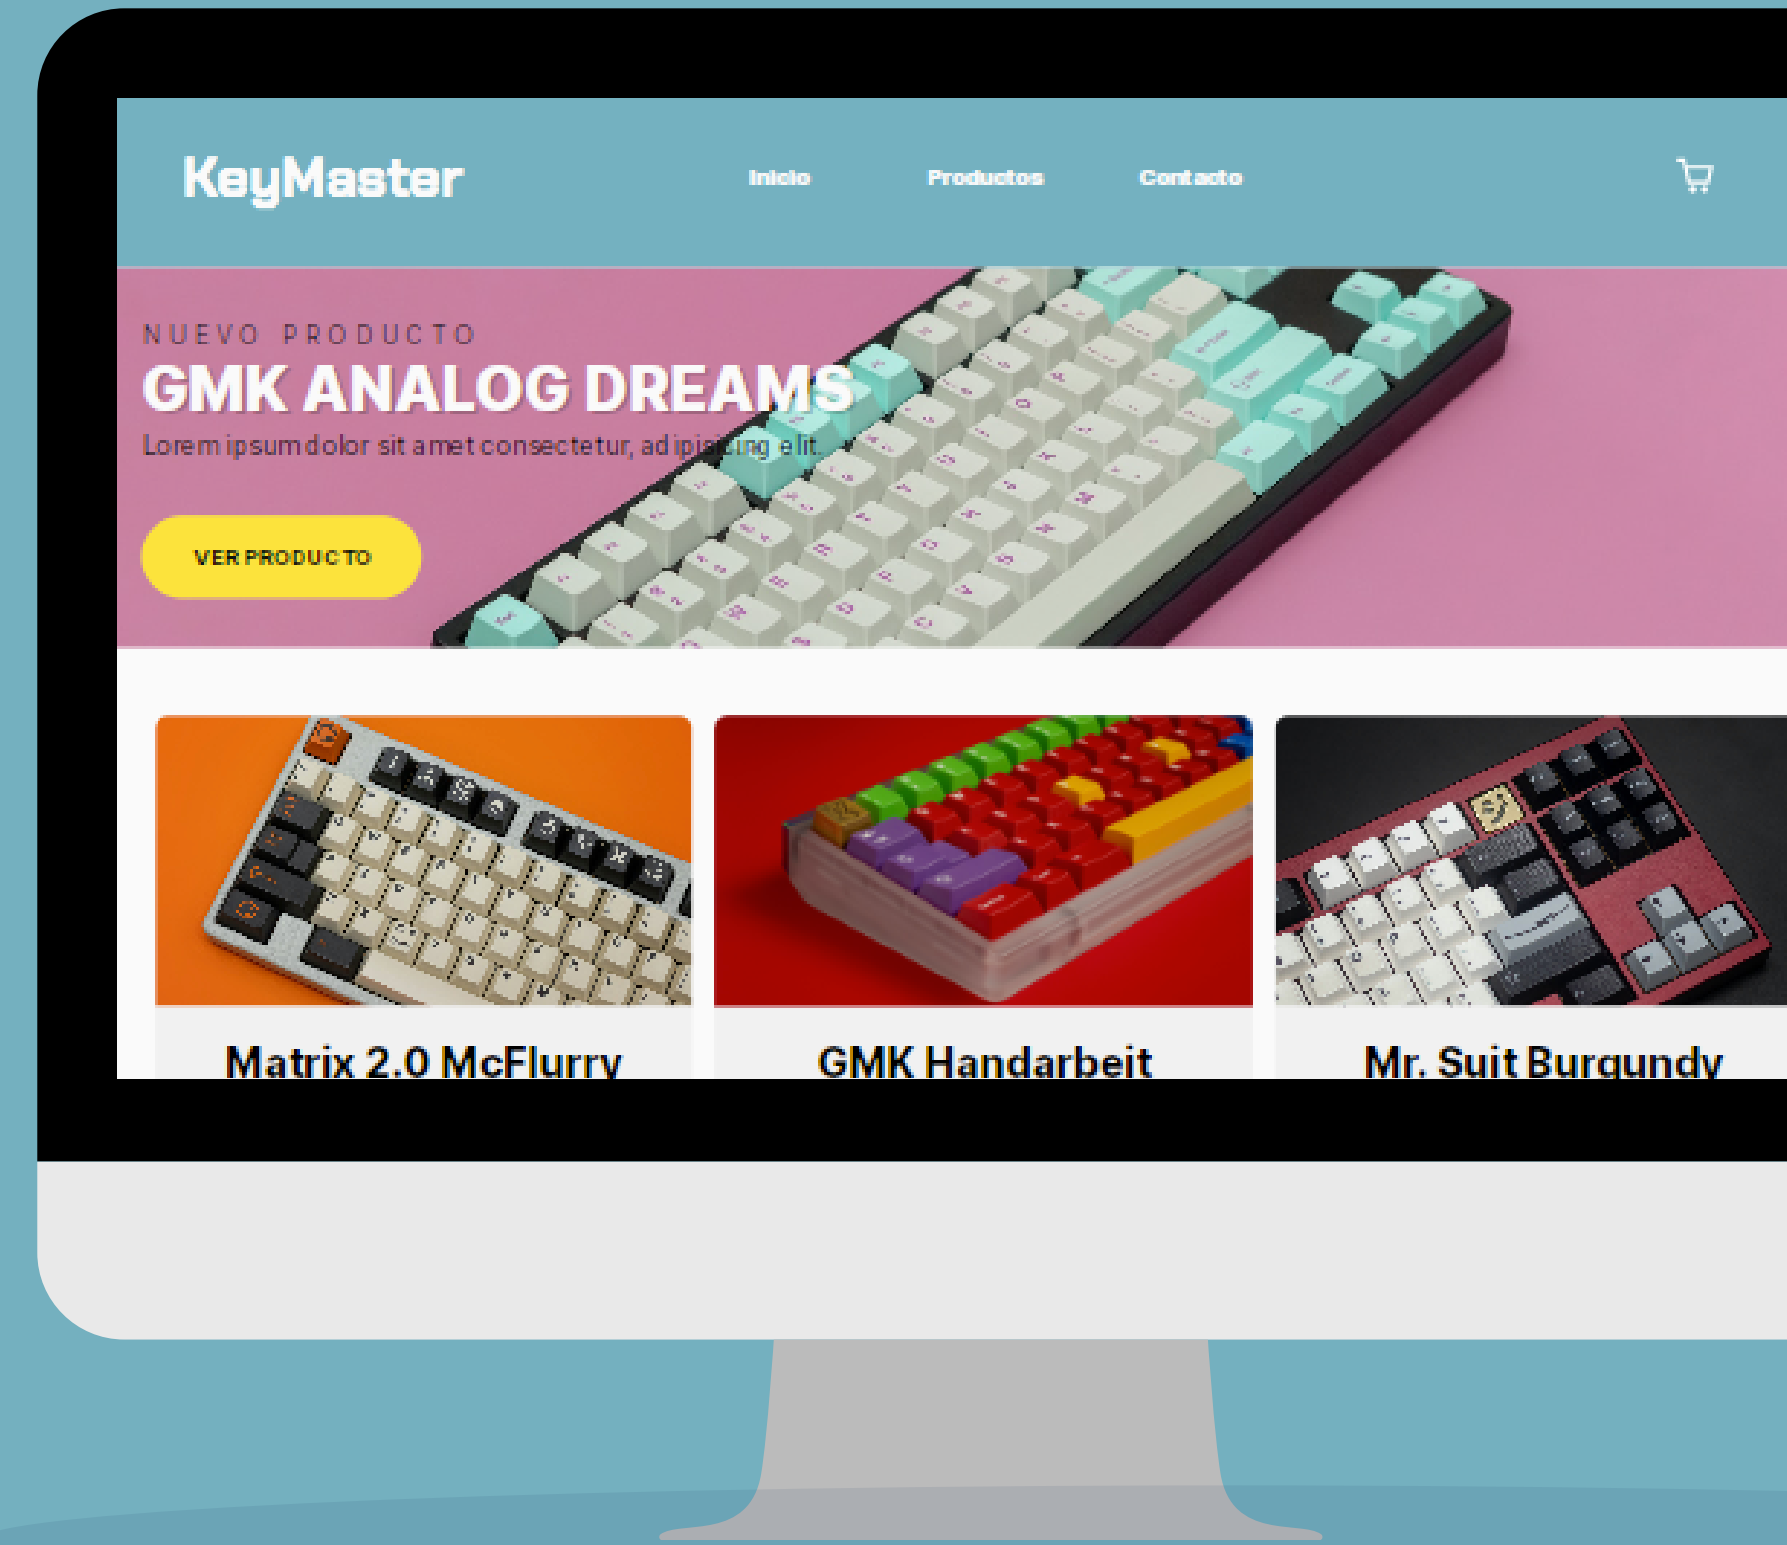 KeyMaster
Inicio Productos Contacto
NUEVO PRODUCTO
GMK ANALOG DREAMS
Lorem ipsum dolor sit amet consectetur, adipisicing elit.
VER PRODUCTO
Matrix 2.0 McFlurry
GMK Handarbeit
Mr. Suit Burgundy